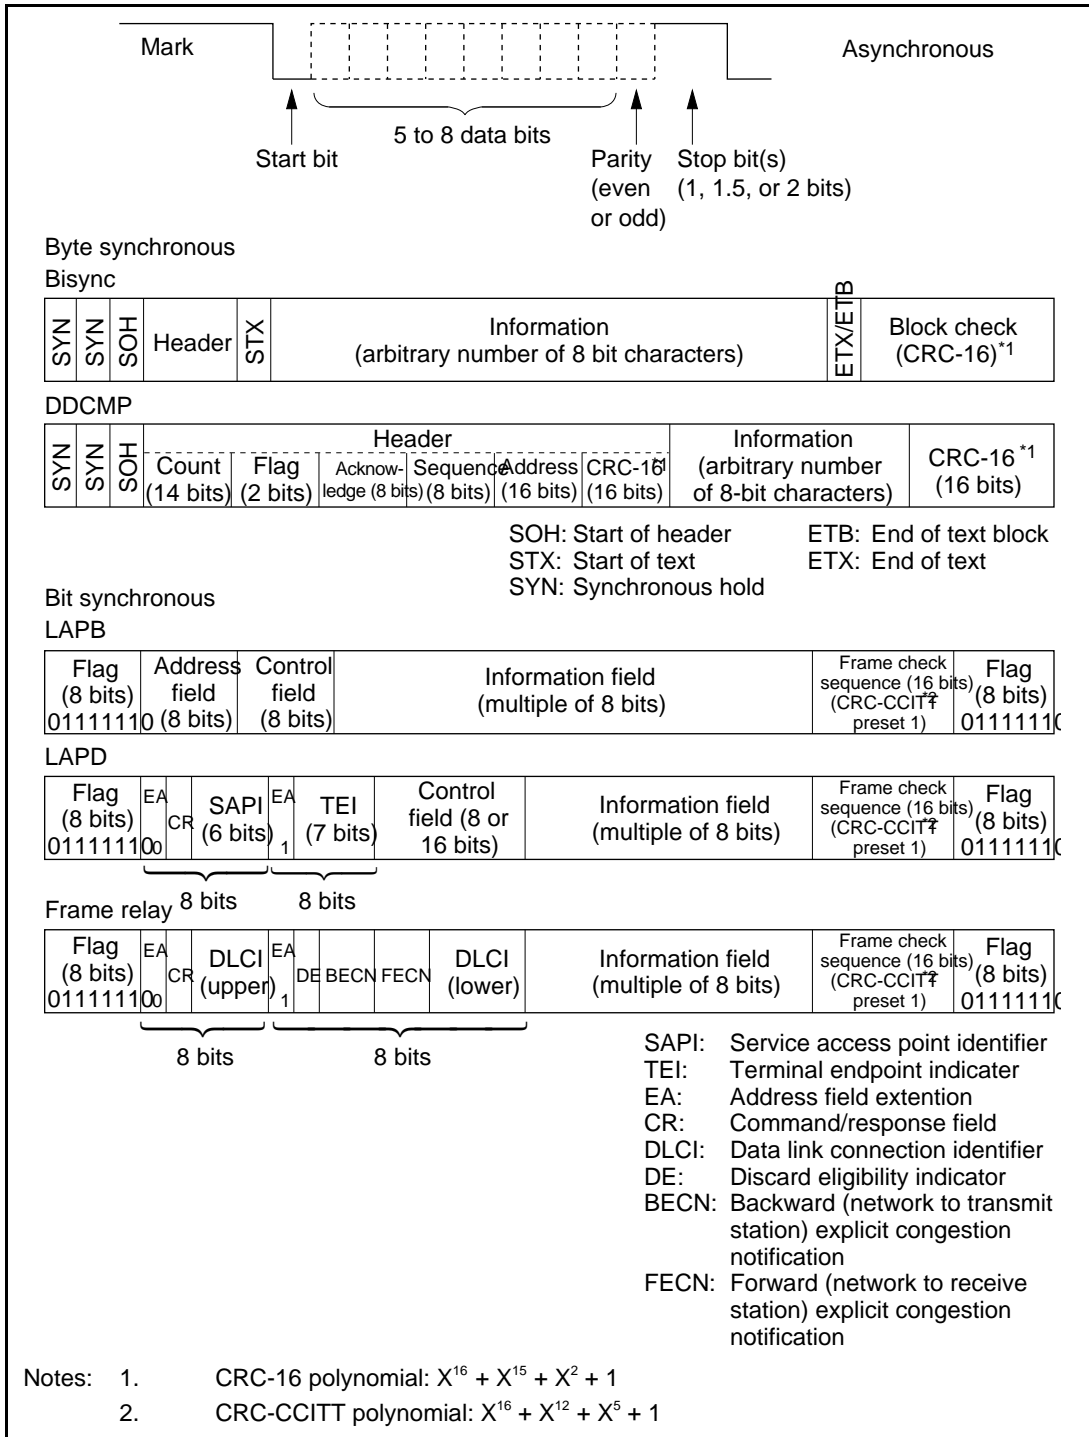 Mark
Asynchronous
5 to 8 data bits
Start bit
Parity
(even
or odd)
Stop bit(s)
(1, 1.5, or 2 bits)
Byte synchronous
Bisync
SYN
SYN
SOH
Header
STX
Information
(arbitrary number of 8 bit characters)
ETX/ETB
Block check
(CRC-16)*1
DDCMP
SYN
SYN
SOH
Header
Count
(14 bits)
Flag
(2 bits)
Acknow-
ledge (8 bits)
Sequence
(8 bits)
Address
(16 bits)
CRC-16*1
(16 bits)
Information
(arbitrary number
of 8-bit characters)
CRC-16*1
(16 bits)
SOH: Start of header
STX: Start of text
SYN: Synchronous hold
ETB: End of text block
ETX: End of text
Bit synchronous
LAPB
Flag
(8 bits)
01111110
Address
field
(8 bits)
Control
field
(8 bits)
Information field
(multiple of 8 bits)
Frame check
sequence (16 bits)
(CRC-CCITT*2
preset 1)
Flag
(8 bits)
01111110
LAPD
Flag
(8 bits)
01111110
EA
0
CR
SAPI
(6 bits)
EA
1
TEI
(7 bits)
Control
field (8 or
16 bits)
Information field
(multiple of 8 bits)
Frame check
sequence (16 bits)
(CRC-CCITT*2
preset 1)
Flag
(8 bits)
01111110
8 bits
8 bits
Frame relay
Flag
(8 bits)
01111110
EA
0
CR
DLCI
(upper)
EA
1
DE
BECN
FECN
DLCI
(lower)
Information field
(multiple of 8 bits)
Frame check
sequence (16 bits)
(CRC-CCITT*2
preset 1)
Flag
(8 bits)
01111110
8 bits
8 bits
SAPI: Service access point identifier
TEI: Terminal endpoint indicater
EA: Address field extention
CR: Command/response field
DLCI: Data link connection identifier
DE: Discard eligibility indicator
BECN: Backward (network to transmit
station) explicit congestion
notification
FECN: Forward (network to receive
station) explicit congestion
notification
Notes: 1. CRC-16 polynomial: X^16 + X^15 + X^2 + 1
2. CRC-CCITT polynomial: X^16 + X^12 + X^5 + 1